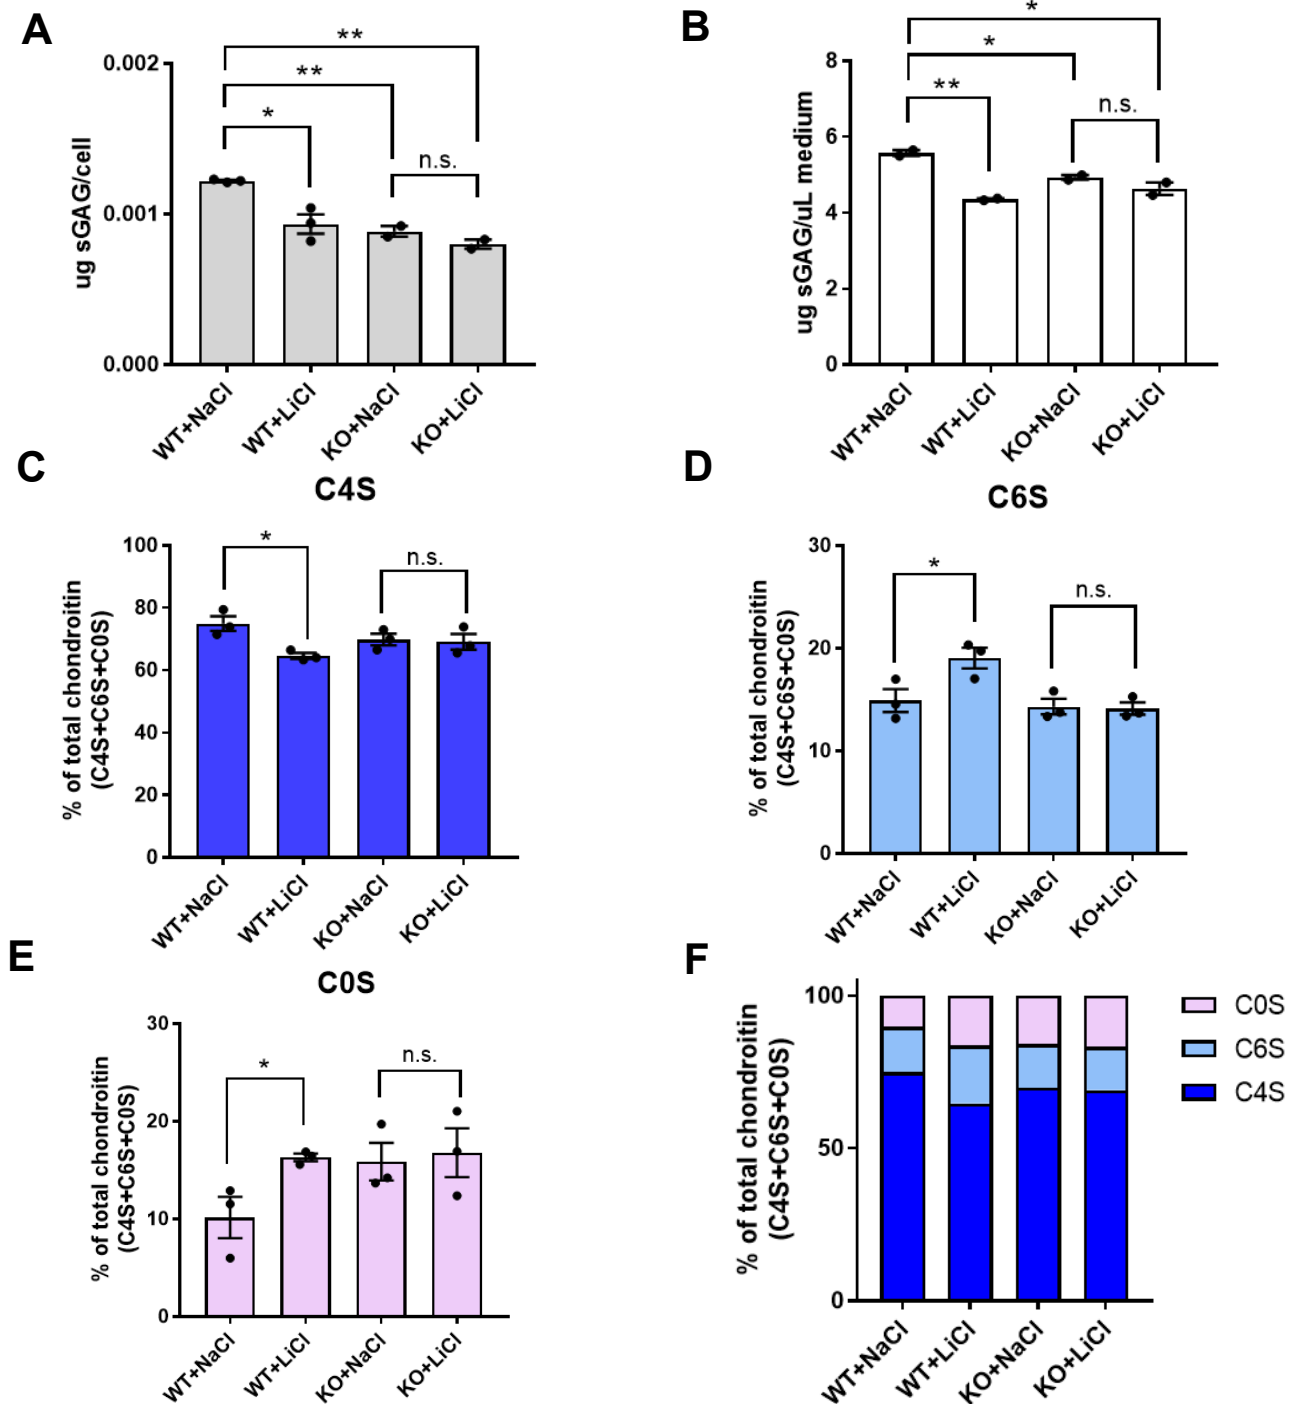 A
**
**
*
n.s.
0.002
0.001
0.000
ug sGAG/cell
WT+NaCl
WT+LiCl
KO+NaCl
KO+LiCl
B
*
*
**
n.s.
8
6
4
2
0
ug sGAG/uL medium
WT+NaCl
WT+LiCl
KO+NaCl
KO+LiCl
C
C4S
*
n.s.
100
80
60
40
20
0
% of total chondroitin
(C4S+C6S+C0S)
WT+NaCl
WT+LiCl
KO+NaCl
KO+LiCl
D
C6S
*
n.s.
30
20
10
0
% of total chondroitin
(C4S+C6S+C0S)
WT+NaCl
WT+LiCl
KO+NaCl
KO+LiCl
E
C0S
*
n.s.
30
20
10
0
% of total chondroitin
(C4S+C6S+C0S)
WT+NaCl
WT+LiCl
KO+NaCl
KO+LiCl
F
100
50
0
% of total chondroitin
(C4S+C6S+C0S)
WT+NaCl
WT+LiCl
KO+NaCl
KO+LiCl
C0S
C6S
C4S